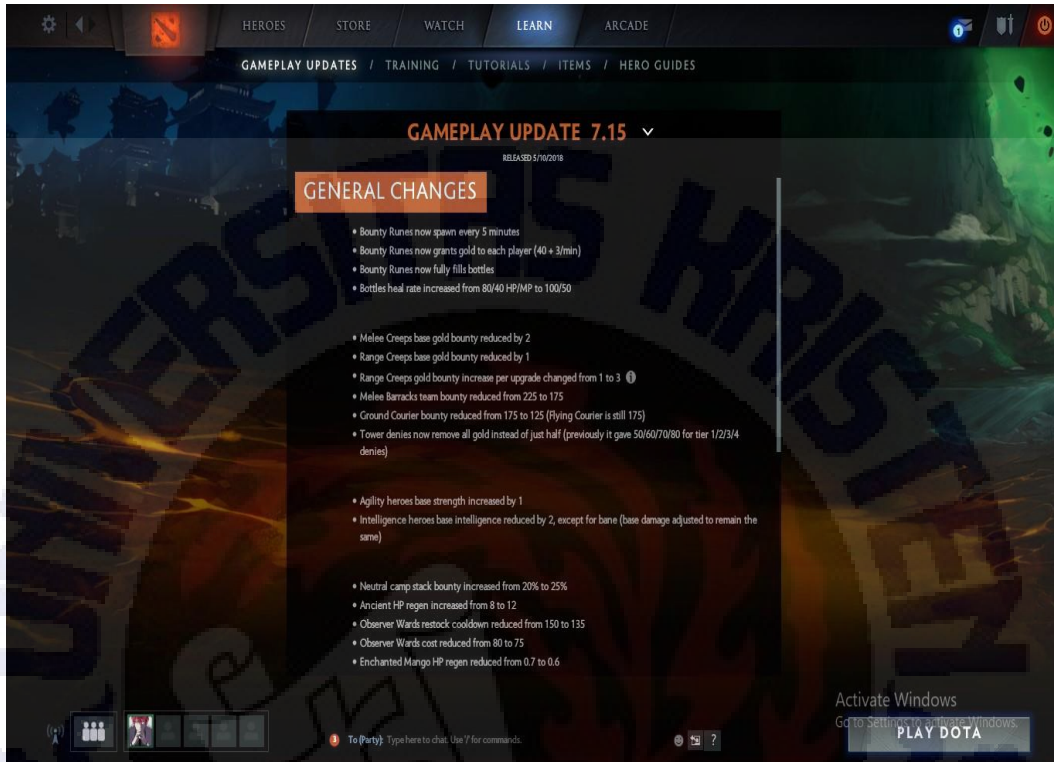 HEROES STORE WATCH LEARN ARCADE
1
GAMEPLAY UPDATES / TRAINING / TUTORIALS / ITEMS / HERO GUIDES
GAMEPLAY UPDATE 7.15
RELEASED 5/10/2018
GENERAL CHANGES
• Bounty Runes now spawn every 5 minutes
• Bounty Runes now grants gold to each player (40 + 3/min)
• Bounty Runes now fully fills bottles
• Bottles heal rate increased from 80/40 HP/MP to 100/50
• Melee Creeps base gold bounty reduced by 2
• Range Creeps base gold bounty reduced by 1
• Range Creeps gold bounty increase per upgrade changed from 1 to 3
• Melee Barracks team bounty reduced from 225 to 175
• Ground Courier bounty reduced from 175 to 125 (Flying Courier is still 175)
• Tower denies now remove all gold instead of just half (previously it gave 50/60/70/80 for tier 1/2/3/4
denies)
• Agility heroes base strength increased by 1
• Intelligence heroes base intelligence reduced by 2, except for bane (base damage adjusted to remain the
same)
• Neutral camp stack bounty increased from 20% to 25%
• Ancient HP regen increased from 8 to 12
• Observer Wards restock cooldown reduced from 150 to 135
• Observer Wards cost reduced from 80 to 75
• Enchanted Mango HP regen reduced from 0.7 to 0.6
Activate Windows
Go to Settings to activate Windows.
PLAY DOTA
To (Party): Type here to chat. Use '/' for commands.
?
UNIVERSITAS KRISTEN